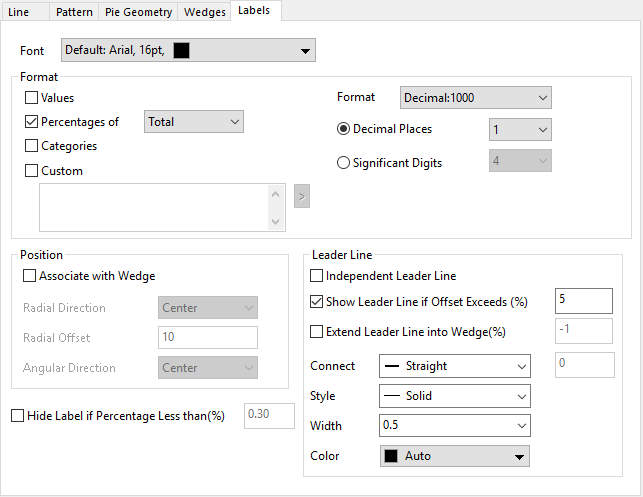 Line Pattern Pie Geometry Wedges Labels
Font Default: Arial, 16pt,
Format
Values
Percentages of Total
Categories
Custom
>
Format Decimal:1000
Decimal Places 1
Significant Digits 4
Position
Associate with Wedge
Radial Direction Center
Radial Offset 10
Angular Direction Center
Hide Label if Percentage Less than(%) 0.30
Leader Line
Independent Leader Line
Show Leader Line if Offset Exceeds (%) 5
Extend Leader Line into Wedge(%) -1
Connect Straight 0
Style Solid
Width 0.5
Color Auto